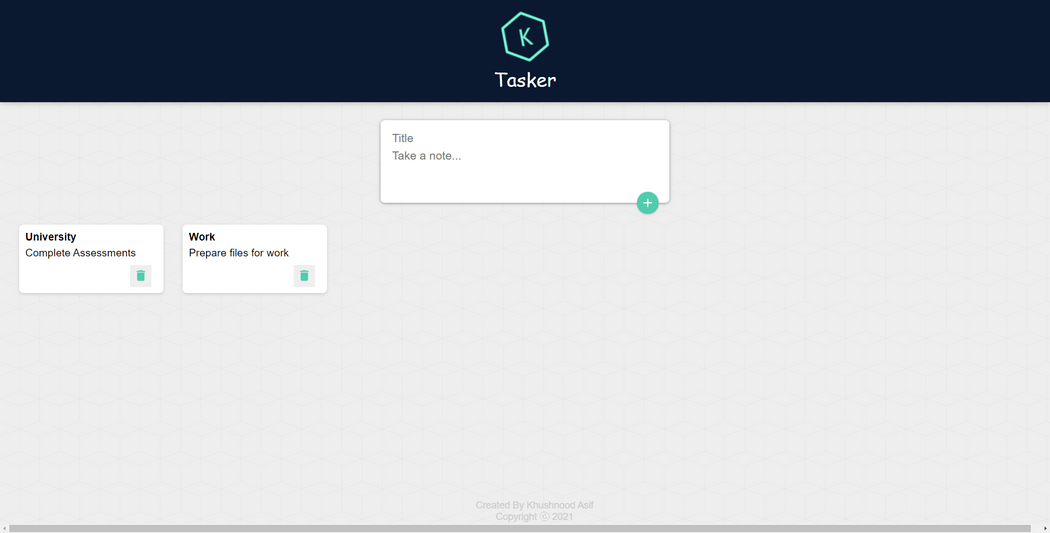 K
Tasker
Title
Take a note...
University
Complete Assessments
Work
Prepare files for work
Created By Khushnood Asif
Copyright ⓒ 2021